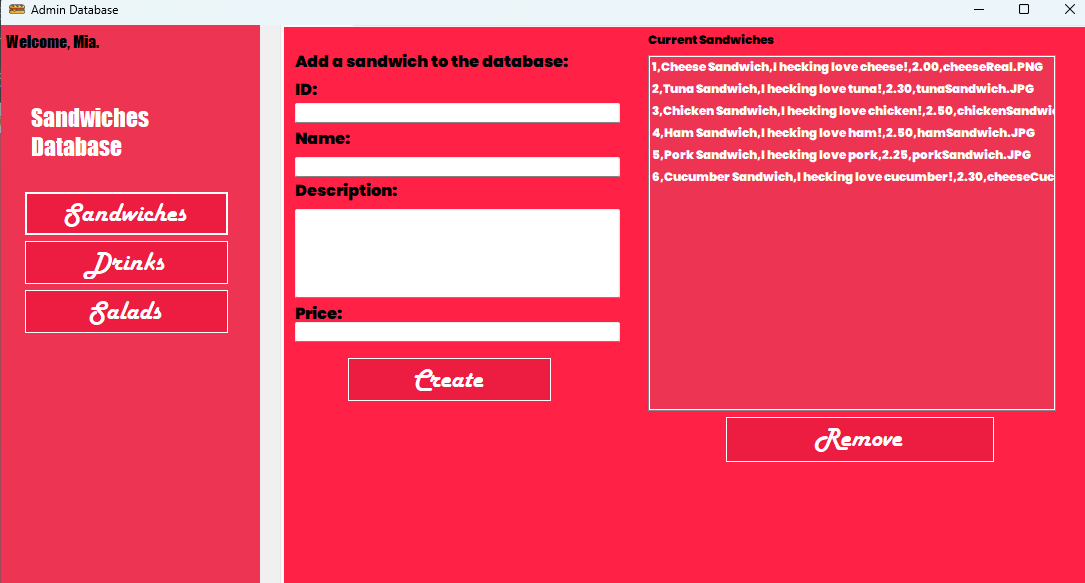 Admin Database
Welcome, Mia.
Sandwiches
Database
Sandwiches
Drinks
Salads
Add a sandwich to the database:
ID:
Name:
Description:
Price:
Create
Current Sandwiches
1,Cheese Sandwich,I hecking love cheese!,2.00,cheeseReal.PNG
2,Tuna Sandwich,I hecking love tuna!,2.30,tunaSandwich.JPG
3,Chicken Sandwich,I hecking love chicken!,2.50,chickenSandwic
4,Ham Sandwich,I hecking love ham!,2.50,hamSandwich.JPG
5,Pork Sandwich,I hecking love pork,2.25,porkSandwich.JPG
6,Cucumber Sandwich,I hecking love cucumber!,2.30,cheeseCuc
Remove